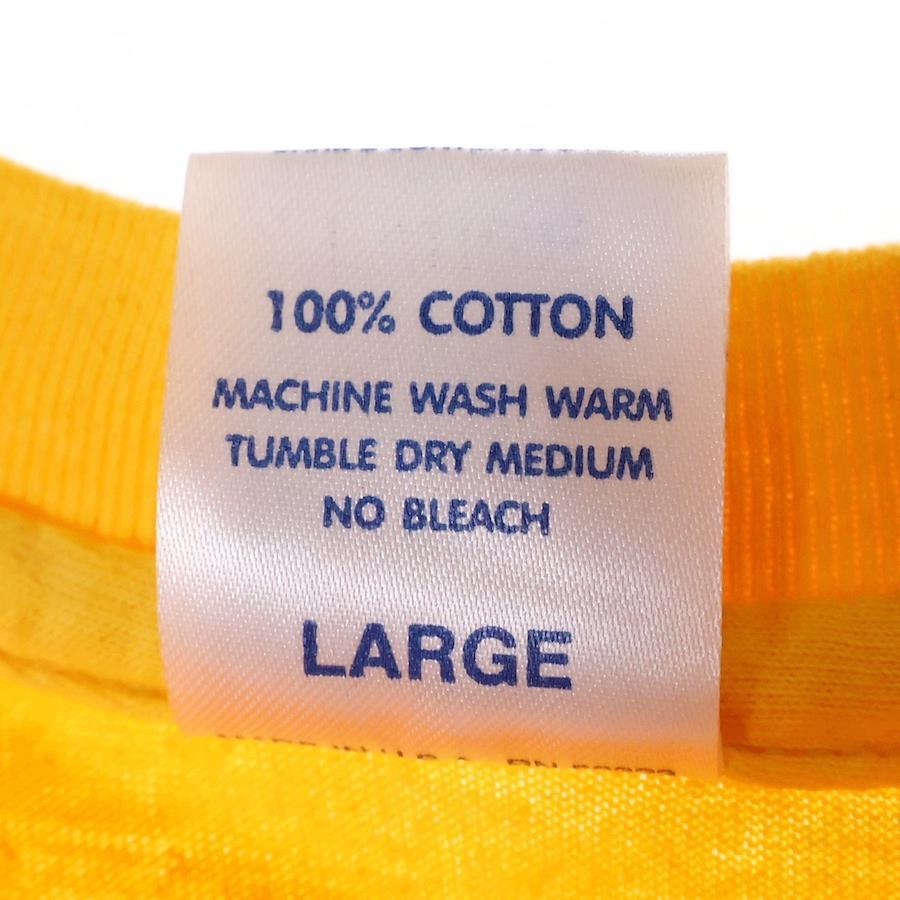 100% COTTON
MACHINE WASH WARM
TUMBLE DRY MEDIUM
NO BLEACH
LARGE